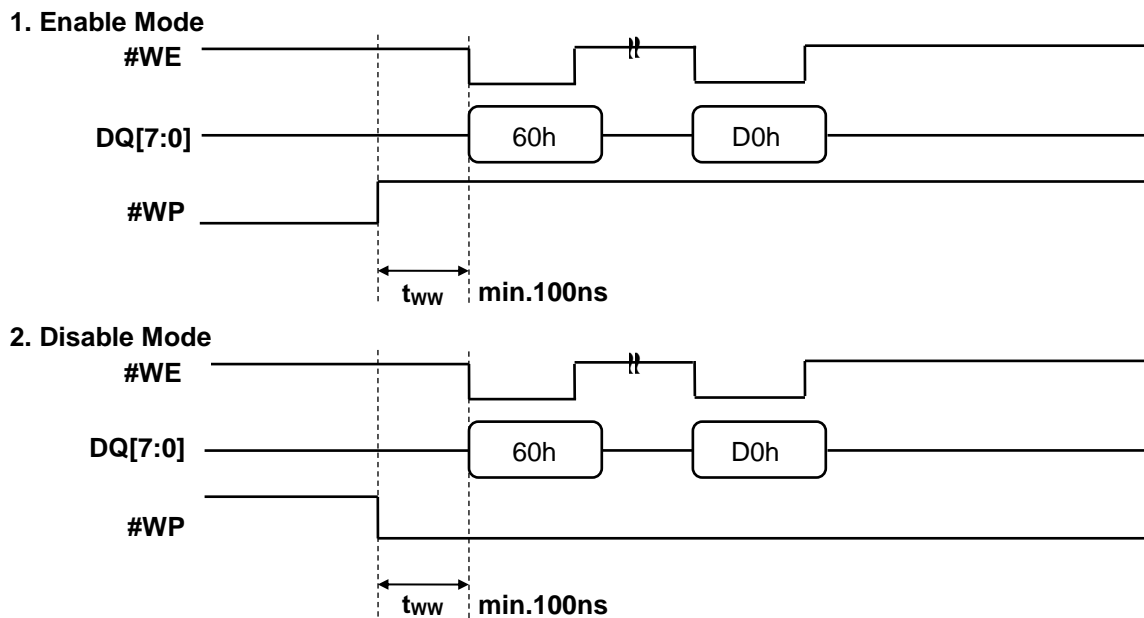 1. Enable Mode
#WE
DQ[7:0]
60h
D0h
#WP
tWW
min.100ns
2. Disable Mode
#WE
DQ[7:0]
60h
D0h
#WP
tWW
min.100ns